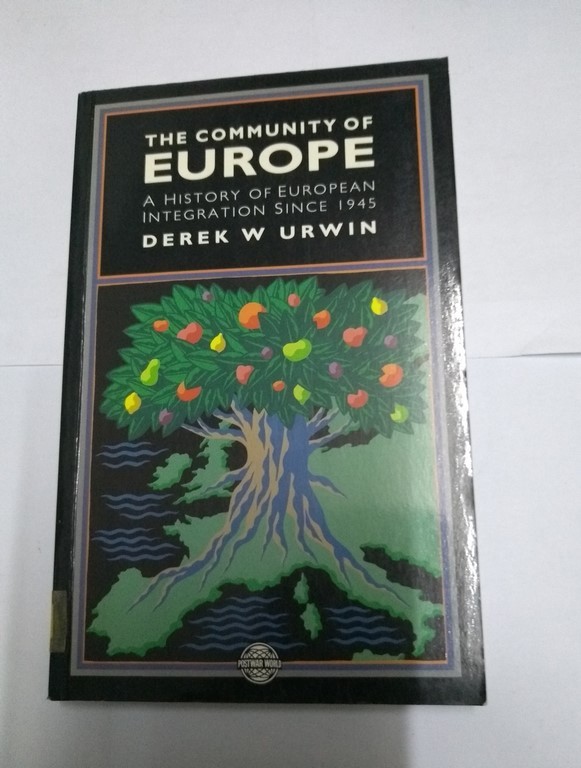 THE COMMUNITY OF
EUROPE
A HISTORY OF EUROPEAN
INTEGRATION SINCE 1945
DEREK W URWIN
POSTWAR WORLD